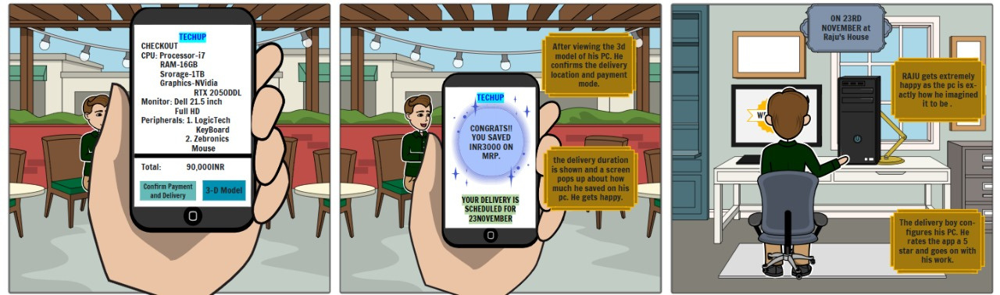 TECHUP
CHECKOUT
CPU: Processor-i7
RAM-16GB
Srorage-1TB
Graphics-NVidia
RTX 2050DDL
Monitor: Dell 21.5 inch
Full HD
Peripherals: 1. LogicTech
KeyBoard
2. Zebronics
Mouse
Total: 90,000INR
Confirm Payment
and Delivery
3-D Model
After viewing the 3d
model of his PC. He
confirms the delivery
location and payment
mode.
TECHUP
CONGRATS!!
YOU SAVED
INR3000 ON
MRP.
the delivery duration
is shown and a screen
pops up about how
much he saved on his
pc. He gets happy.
YOUR DELIVERY IS
SCHEDULED FOR
23NOVEMBER
ON 23RD
NOVEMBER at
Raju's House
RAJU gets extremely
happy as the pc is ex-
actly how he imagined
it to be .
The delivery boy con-
figures his PC. He
rates the app a 5
star and goes on with
his work.